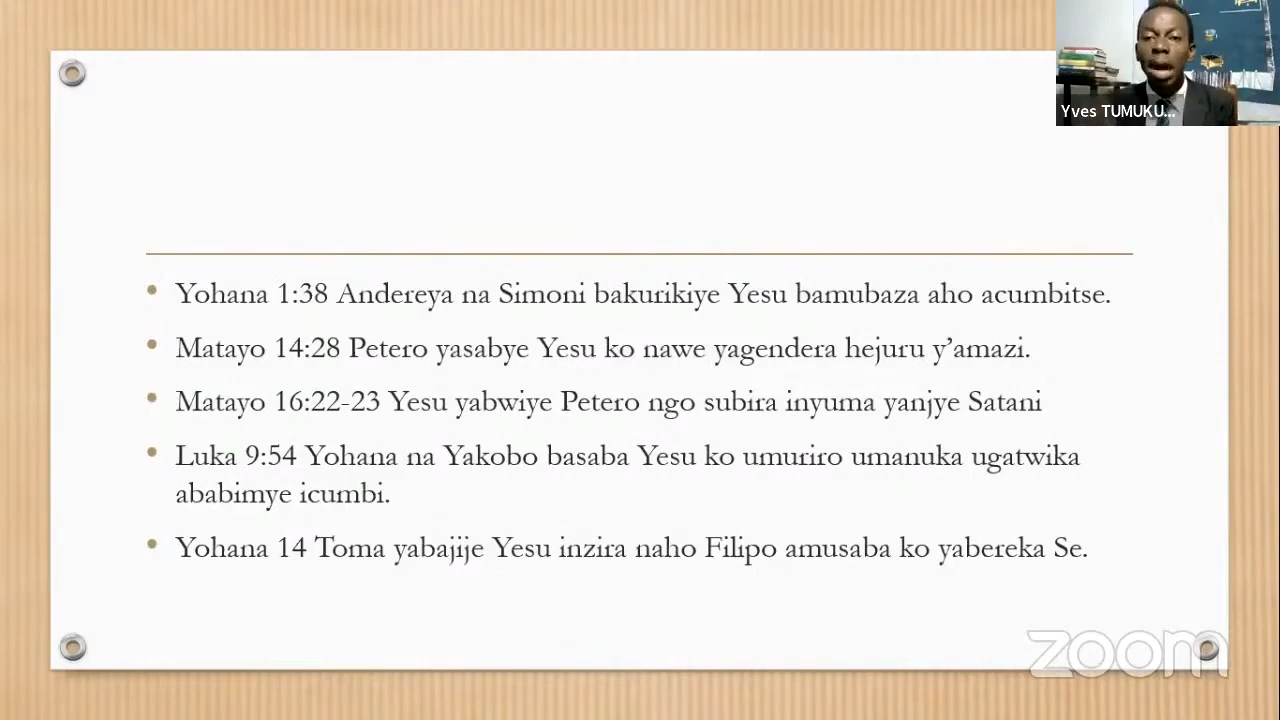 Yves TUMUKU...
• Yohana 1:38 Andereya na Simoni bakurikiye Yesu bamubaza aho acumbitse.
• Matayo 14:28 Petero yasabye Yesu ko nawe yagendera hejuru y’amazi.
• Matayo 16:22-23 Yesu yabwiye Petero ngo subira inyuma yanjye Satani
• Luka 9:54 Yohana na Yakobo basaba Yesu ko umuriro umanuka ugatwika
ababimye icumbi.
• Yohana 14 Toma yabajije Yesu inzira naho Filipo amusaba ko yabereka Se.
zoom